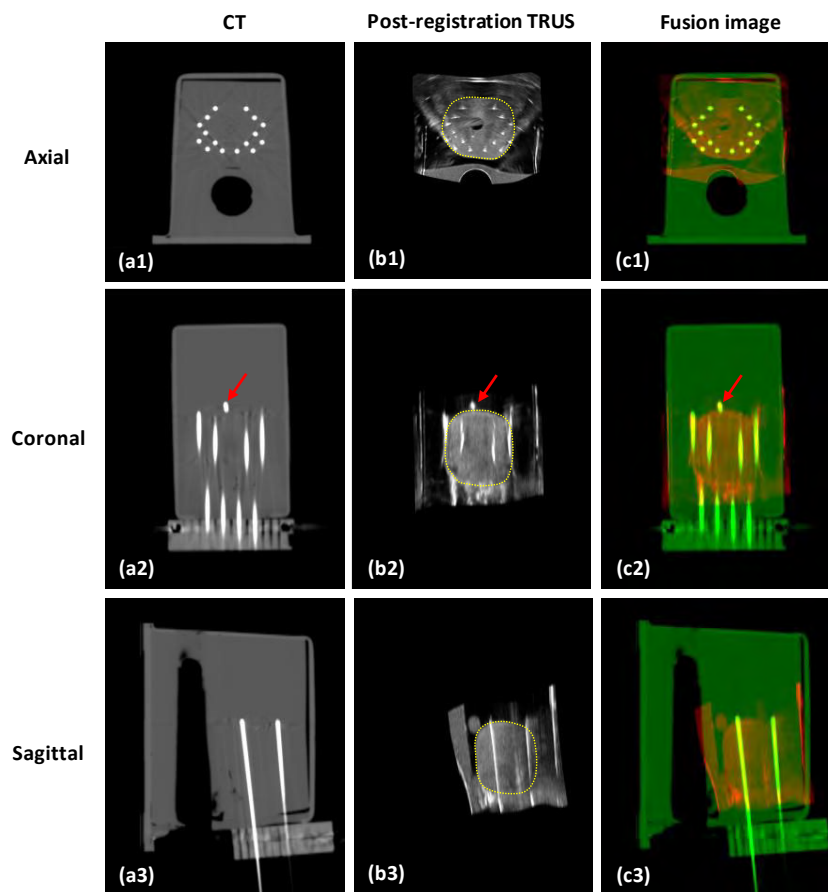 CT Post-registration TRUS Fusion image
Axial
(a1) (b1) (c1)
Coronal
(a2) (b2) (c2)
Sagittal
(a3) (b3) (c3)